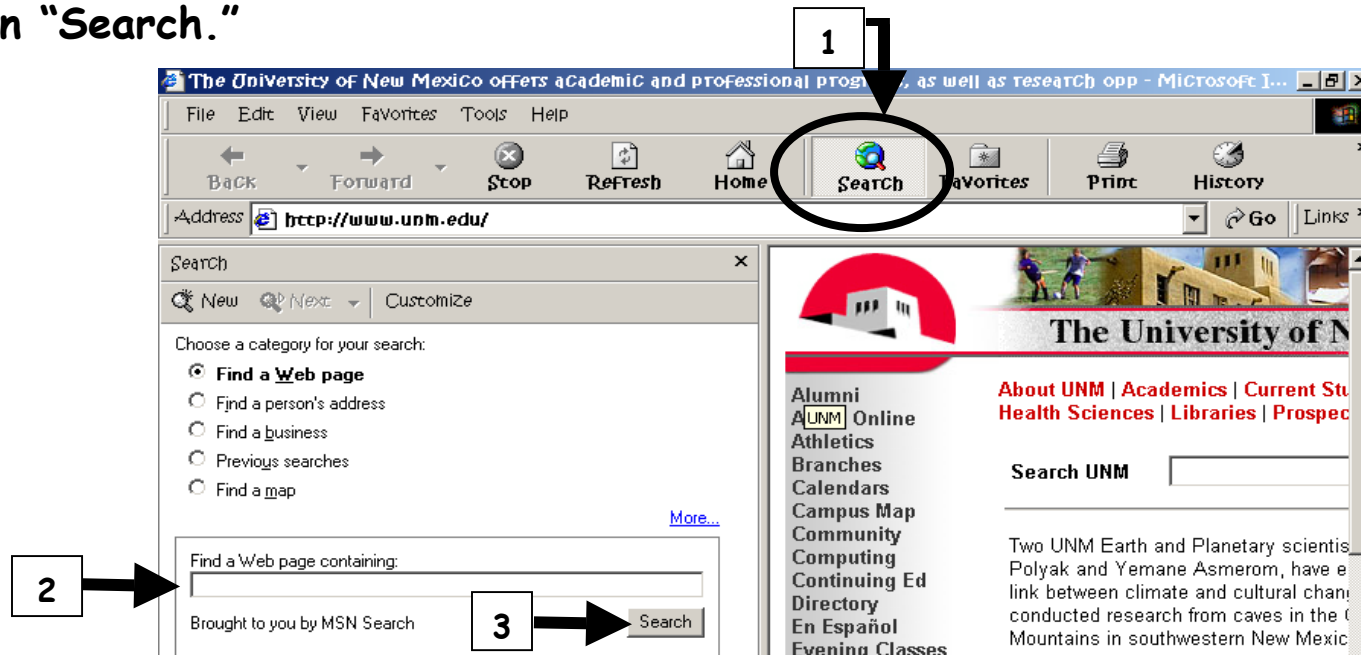 n “Search.”
1
The University of New Mexico offers academic and professional progr , as well as research opp - Microsoft I...
File Edit View Favorites Tools Help
Back Forward Stop Refresh Home Search Favorites Print History
Address http://www.unm.edu/ Go Links
Search
New Next Customize
Choose a category for your search:
Find a Web page
Find a person's address
Find a business
Previous searches
Find a map
More...
2
Find a Web page containing:
Brought to you by MSN Search
3
Search
The University of N
Alumni
A UNM Online
Athletics
Branches
Calendars
Campus Map
Community
Computing
Continuing Ed
Directory
En Español
Evening Classes
About UNM | Academics | Current Stu
Health Sciences | Libraries | Prospec
Search UNM
Two UNM Earth and Planetary scientis
Polyak and Yemane Asmerom, have e
link between climate and cultural chang
conducted research from caves in the
Mountains in southwestern New Mexic